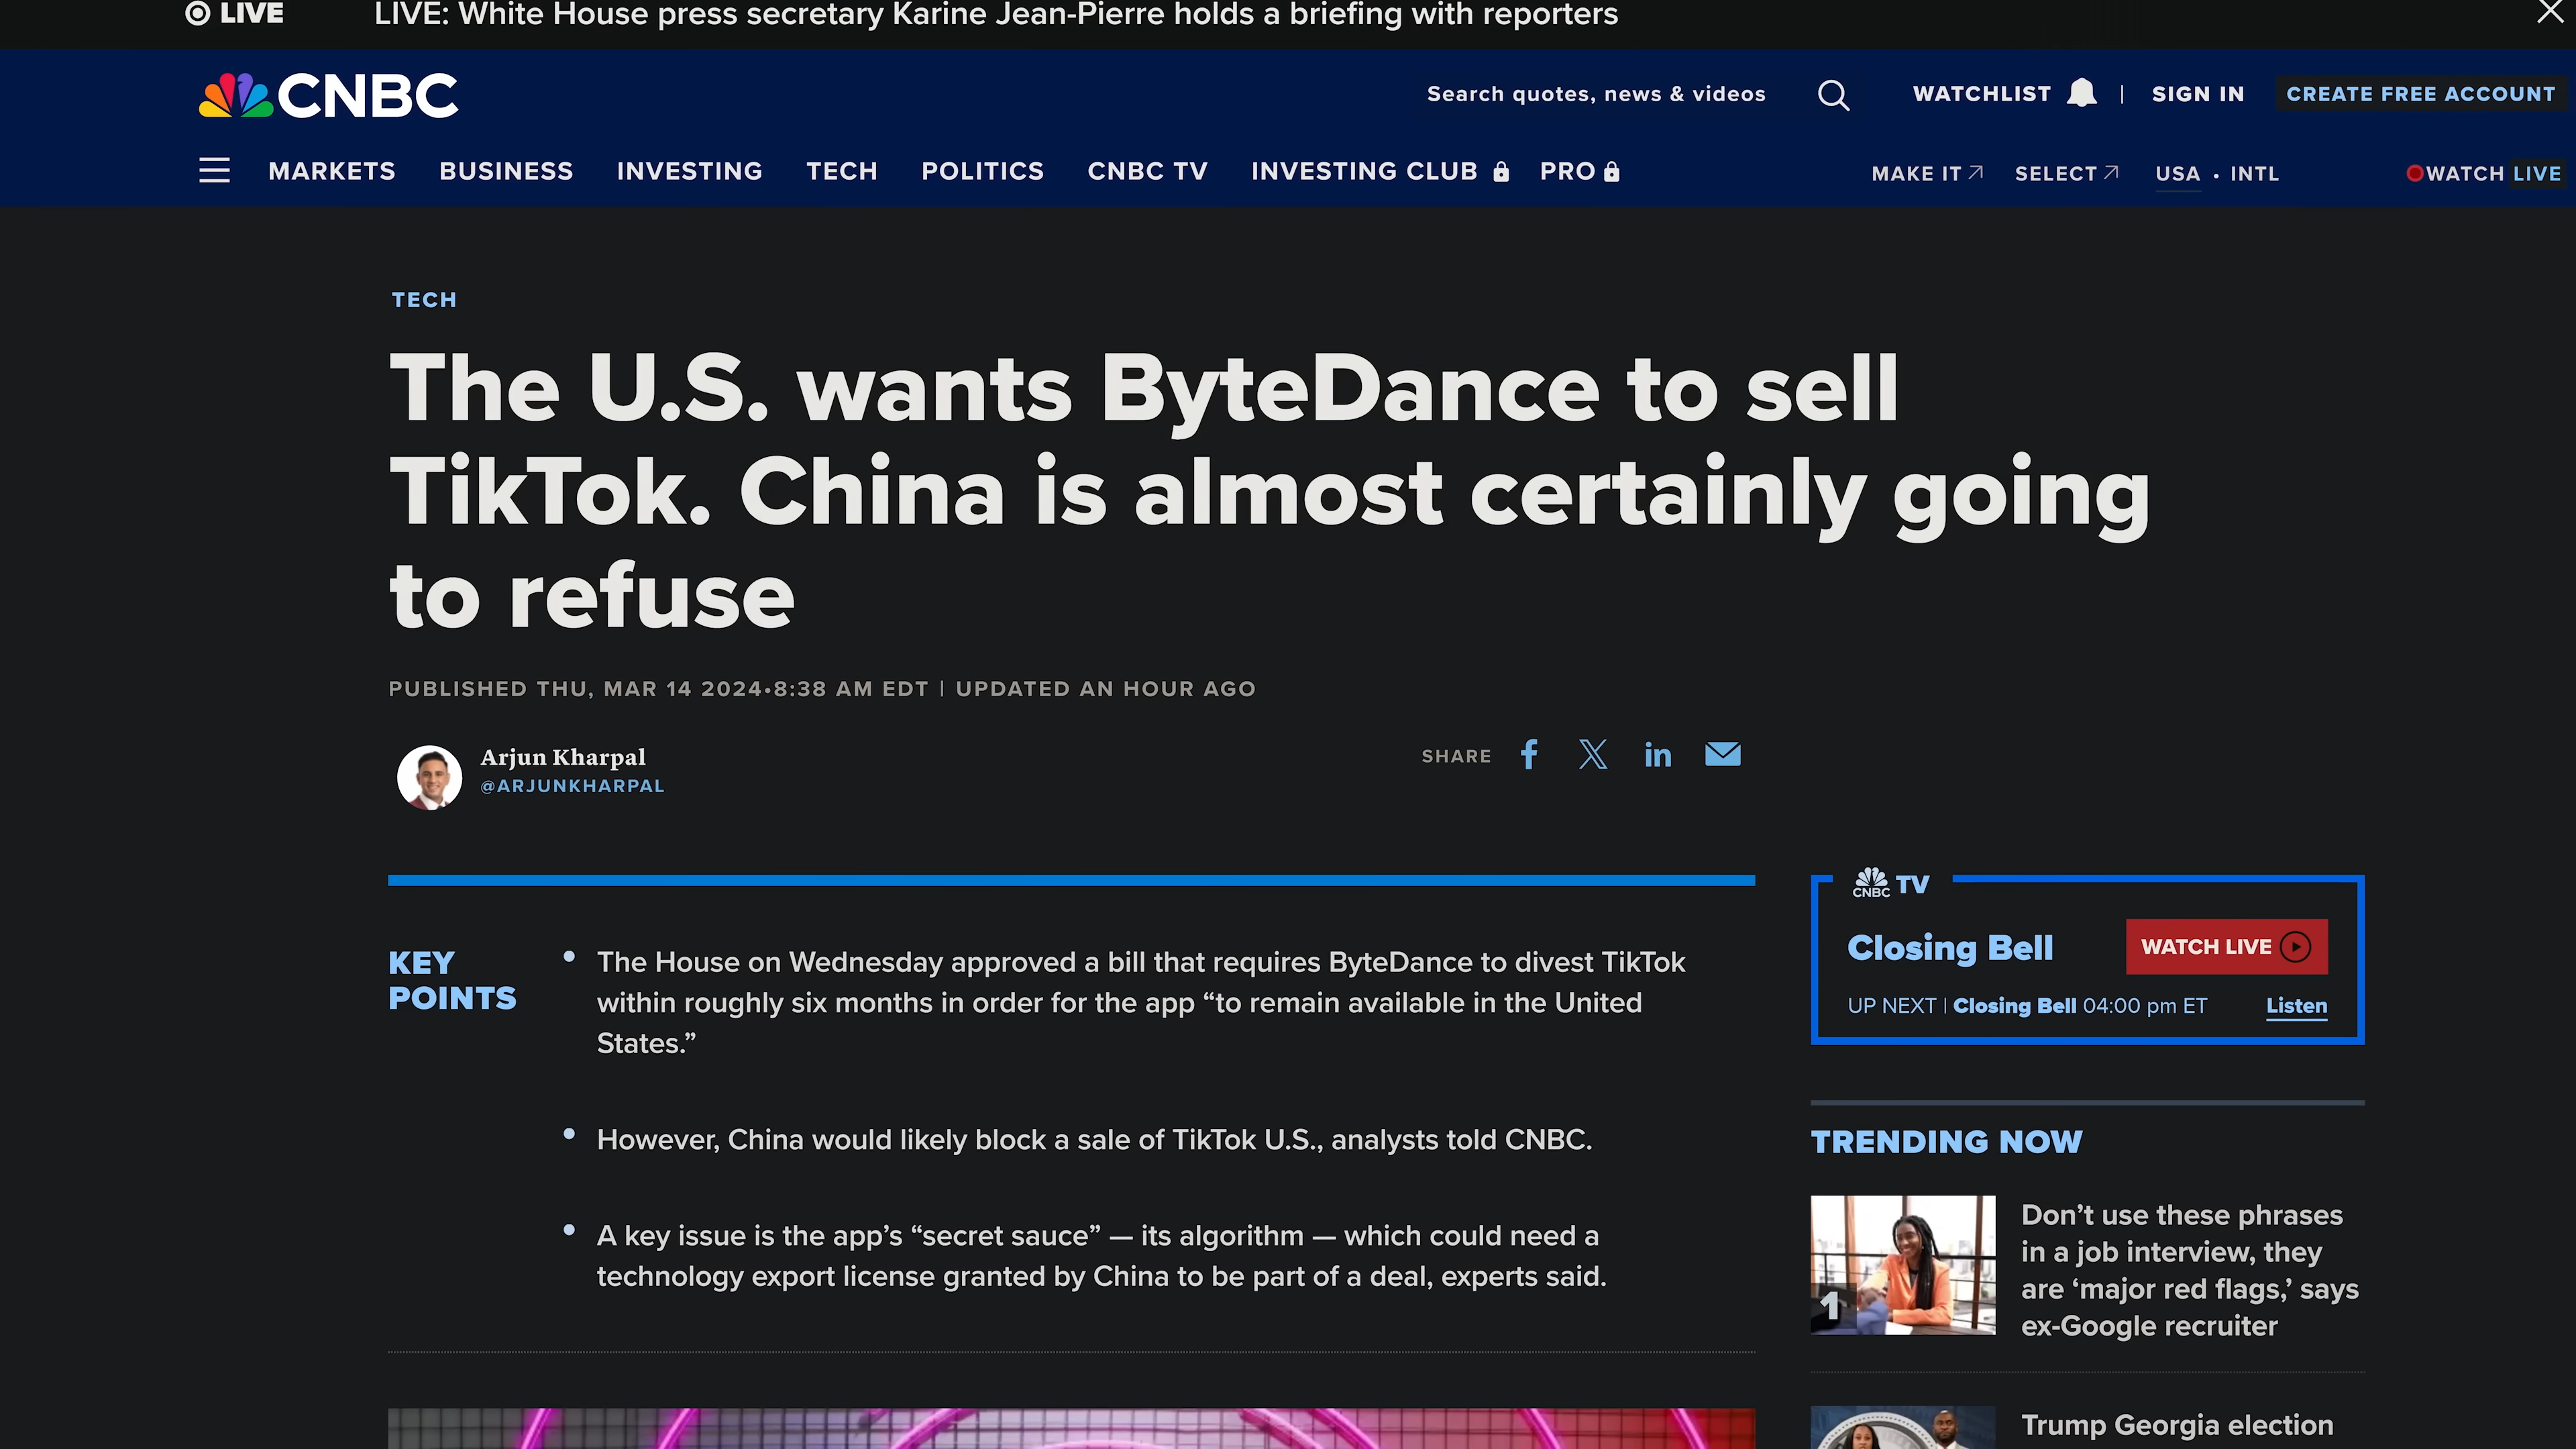 LIVE LIVE: White House press secretary Karine Jean-Pierre holds a briefing with reporters
CNBC Search quotes, news & videos WATCHLIST | SIGN IN CREATE FREE ACCOUNT
MARKETS BUSINESS INVESTING TECH POLITICS CNBC TV INVESTING CLUB PRO MAKE IT SELECT USA • INTL WATCH LIVE
TECH
The U.S. wants ByteDance to sell
TikTok. China is almost certainly going
to refuse
PUBLISHED THU, MAR 14 2024•8:38 AM EDT | UPDATED AN HOUR AGO
Arjun Kharpal
@ARJUNKHARPAL
SHARE
KEY
POINTS
• The House on Wednesday approved a bill that requires ByteDance to divest TikTok
within roughly six months in order for the app “to remain available in the United
States.”
• However, China would likely block a sale of TikTok U.S., analysts told CNBC.
• A key issue is the app’s “secret sauce” — its algorithm — which could need a
technology export license granted by China to be part of a deal, experts said.
CNBC TV
Closing Bell WATCH LIVE
UP NEXT | Closing Bell 04:00 pm ET Listen
TRENDING NOW
1
Don’t use these phrases
in a job interview, they
are ‘major red flags,’ says
ex-Google recruiter
Trump Georgia election